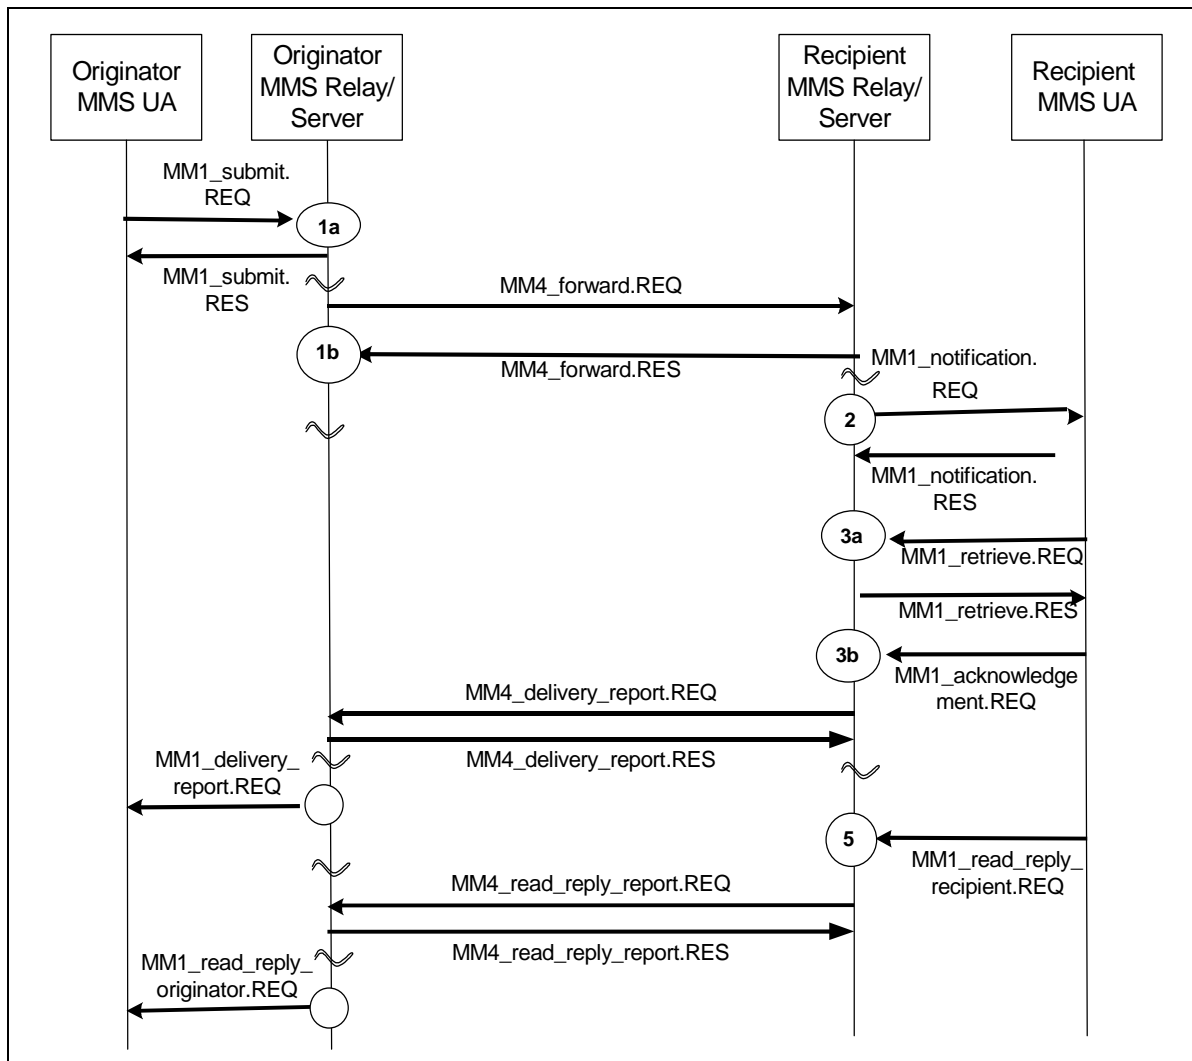 Originator
MMS UA
Originator
MMS Relay/
Server
Recipient
MMS Relay/
Server
Recipient
MMS UA
MM1_submit.
REQ
1a
MM1_submit.
RES
MM4_forward.REQ
1b
MM4_forward.RES
MM1_notification.
REQ
2
MM1_notification.
RES
3a
MM1_retrieve.REQ
MM1_retrieve.RES
3b
MM1_acknowledge
ment.REQ
MM4_delivery_report.REQ
MM4_delivery_report.RES
MM1_delivery_
report.REQ
5
MM1_read_reply_
recipient.REQ
MM4_read_reply_report.REQ
MM4_read_reply_report.RES
MM1_read_reply_
originator.REQ